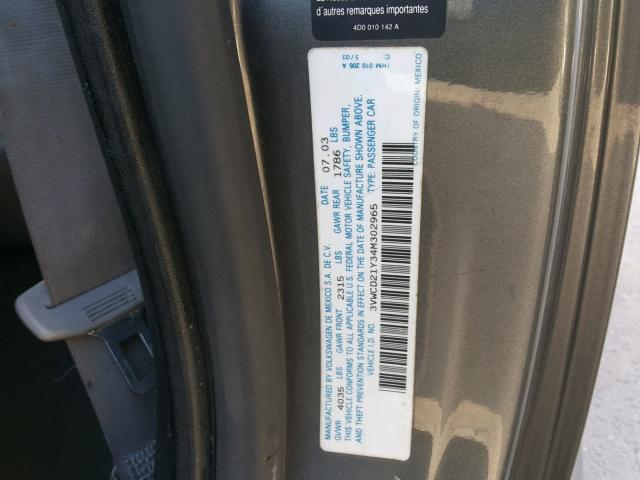 d'autres remarques importantes
4D0 010 142 A
1HM 010 206 A
5/03
MANUFACTURED BY VOLKSWAGEN DE MEXICO S.A. DE C.V. DATE 07.03
GVWR 4035 LBS GAWR FRONT 2315 LBS GAWR REAR 1786 LBS
THIS VEHICLE CONFORMS TO ALL APPLICABLE U.S. FEDERAL MOTOR VEHICLE SAFETY, BUMPER,
AND THEFT PREVENTION STANDARDS IN EFFECT ON THE DATE OF MANUFACTURE SHOWN ABOVE.
VEHICLE I.D. NO. 3VWCD21Y34M302965 TYPE: PASSENGER CAR
COUNTRY OF ORIGIN: MEXICO